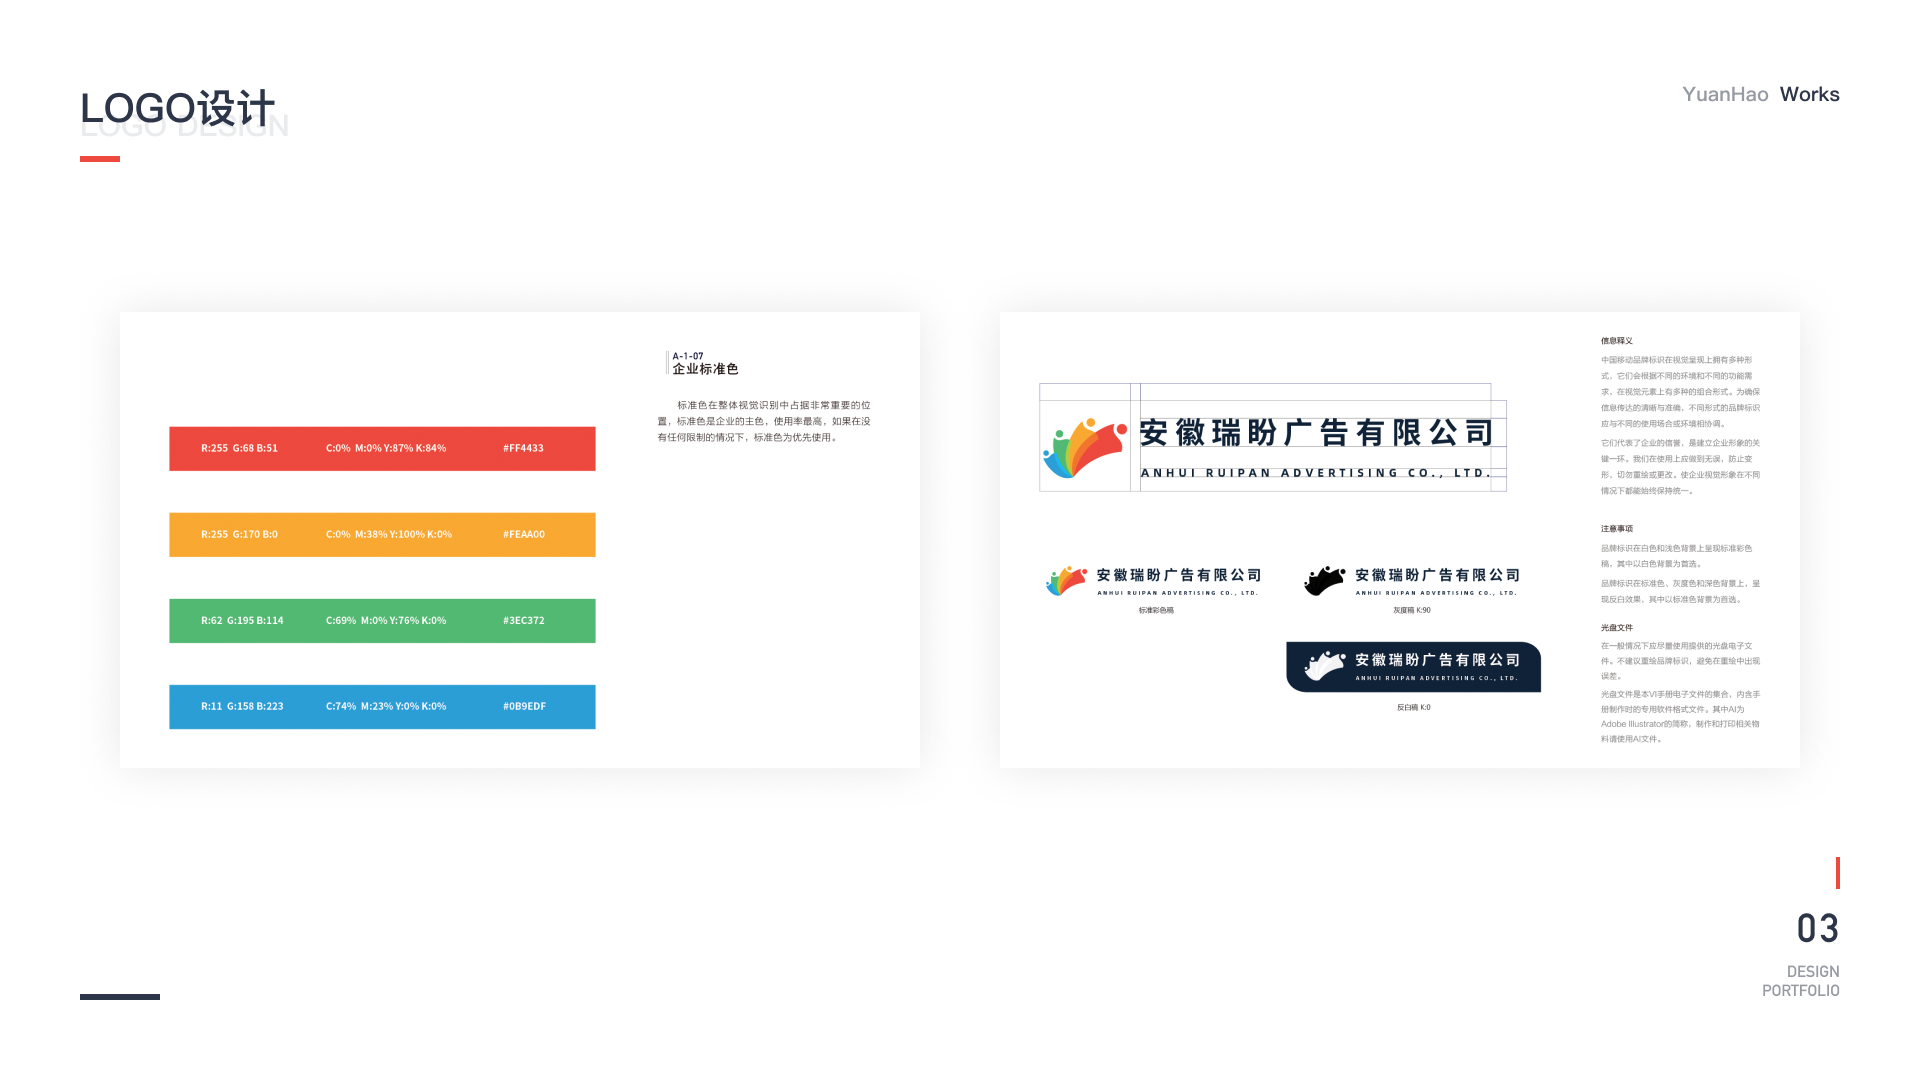 LOGO设计
LOGO DESIGN
YuanHao Works
A-1-07
企业标准色
标准色在整体视觉识别中占据非常重要的位
置，标准色是企业的主色，使用率最高，如果在没
有任何限制的情况下，标准色为优先使用。
R:255 G:68 B:51 C:0% M:0% Y:87% K:84% #FF4433
R:255 G:170 B:0 C:0% M:38% Y:100% K:0% #FEAA00
R:62 G:195 B:114 C:69% M:0% Y:76% K:0% #3EC372
R:11 G:158 B:223 C:74% M:23% Y:0% K:0% #0B9EDF
安徽瑞盼广告有限公司
ANHUI RUIPAN ADVERTISING CO., LTD.
安徽瑞盼广告有限公司
ANHUI RUIPAN ADVERTISING CO., LTD.
标准彩色稿
安徽瑞盼广告有限公司
ANHUI RUIPAN ADVERTISING CO., LTD.
灰度稿 K:90
安徽瑞盼广告有限公司
ANHUI RUIPAN ADVERTISING CO., LTD.
反白稿 K:0
信息释义
中国移动品牌标识在视觉呈现上拥有多种形
式，它们会根据不同的环境和不同的功能需
求，在视觉元素上有多种的组合形式。为确保
信息传达的清晰与准确，不同形式的品牌标识
应与不同的使用场合或环境相协调。
它们代表了企业的信誉，是建立企业形象的关
键一环。我们在使用上应做到无误，防止变
形，切勿重绘或更改。使企业视觉形象在不同
情况下都能始终保持统一。
注意事项
品牌标识在白色和浅色背景上呈现标准彩色
稿，其中以白色背景为首选。
品牌标识在标准色、灰度色和深色背景上，呈
现反白效果，其中以标准色背景为首选。
光盘文件
在一般情况下应尽量使用提供的光盘电子文
件。不建议重绘品牌标识，避免在重绘中出现
误差。
光盘文件是本VI手册电子文件的集合，内含手
册制作时的专用软件格式文件。其中AI为
Adobe Illustrator的简称，制作和打印相关物
料请使用AI文件。
03
DESIGN
PORTFOLIO